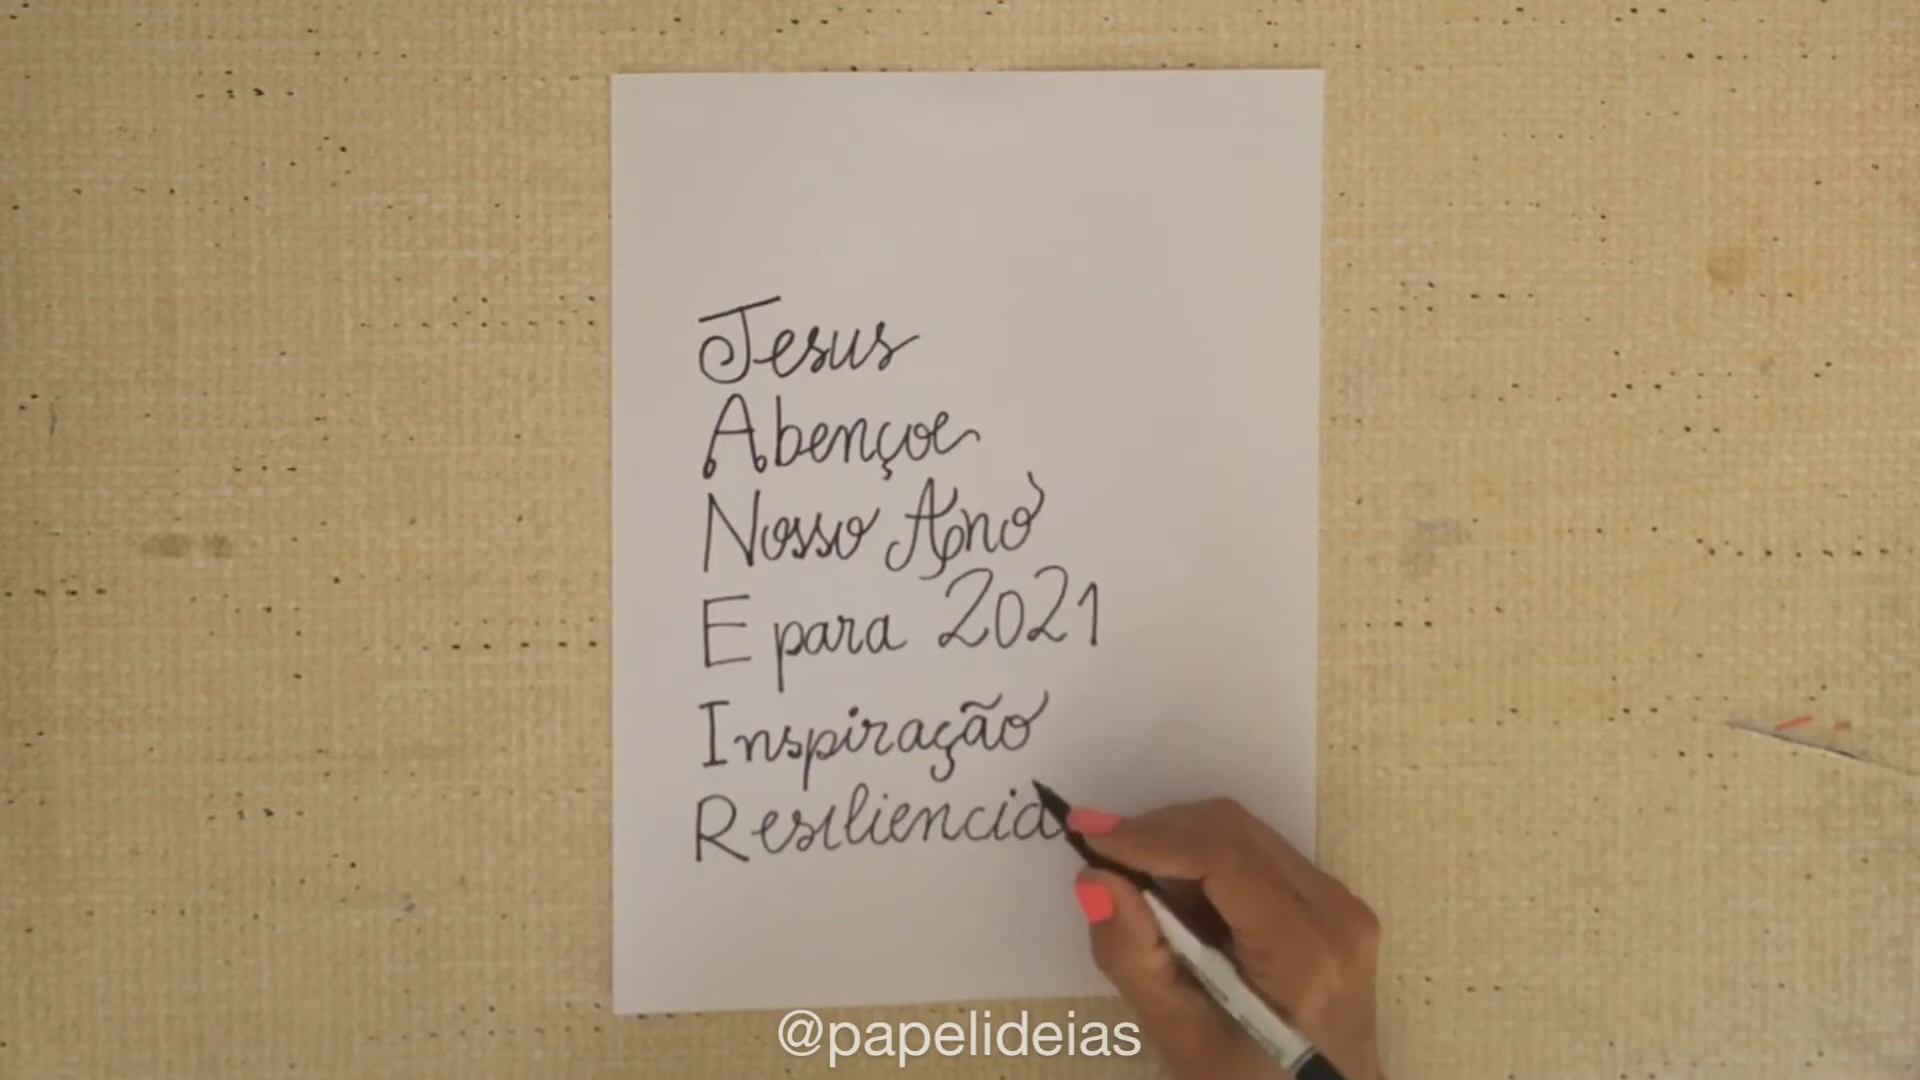 Jesus
Abençoe
Nosso Ano
E para 2021
Inspiração
Resiliencia
@papelideias